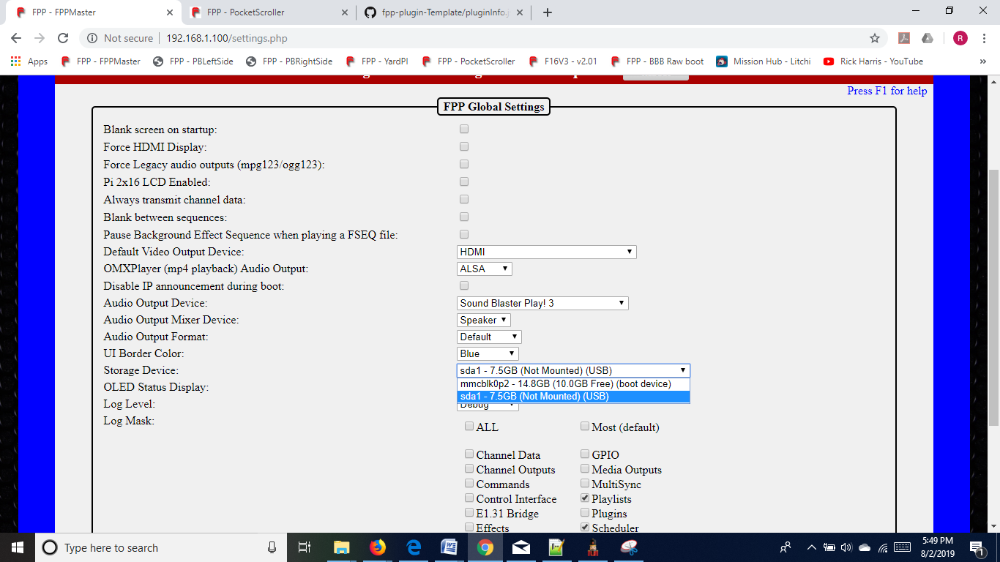 FPP - FPPMaster
FPP - PocketScroller
fpp-plugin-Template/pluginInfo.j
Not secure
192.168.1.100/settings.php
R
Apps
FPP - FPPMaster
FPP - PBLeftSide
FPP - PBRightSide
FPP - YardPI
FPP - PocketScroller
F16V3 - v2.01
FPP - BBB Raw boot
Mission Hub - Litchi
Rick Harris - YouTube
»
Press F1 for help
FPP Global Settings
Blank screen on startup:
Force HDMI Display:
Force Legacy audio outputs (mpg123/ogg123):
Pi 2x16 LCD Enabled:
Always transmit channel data:
Blank between sequences:
Pause Background Effect Sequence when playing a FSEQ file:
Default Video Output Device: HDMI
OMXPlayer (mp4 playback) Audio Output: ALSA
Disable IP announcement during boot:
Audio Output Device: Sound Blaster Play! 3
Audio Output Mixer Device: Speaker
Audio Output Format: Default
UI Border Color: Blue
Storage Device: sda1 - 7.5GB (Not Mounted) (USB)
mmcblk0p2 - 14.8GB (10.0GB Free) (boot device)
OLED Status Display:
sda1 - 7.5GB (Not Mounted) (USB)
Log Level: Debug
Log Mask:
ALL Most (default)
Channel Data GPIO
Channel Outputs Media Outputs
Commands MultiSync
Control Interface Playlists
E1.31 Bridge Plugins
Effects Scheduler
Type here to search
5:49 PM
8/2/2019
1